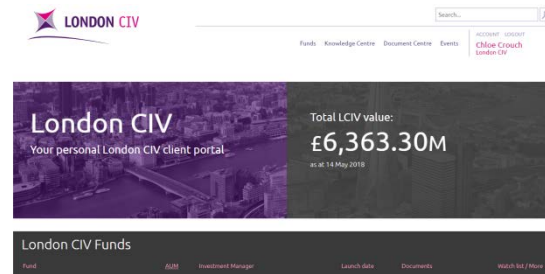 LONDON CIV
Search...
ACCOUNT LOGOUT
Funds Knowledge Centre Document Centre Events
Chloe Crouch
London CIV
London CIV
Your personal London CIV client portal
Total LCIV value:
£6,363.30M
as at 14 May 2018
London CIV Funds
Fund AUM Investment Manager Launch date Documents Watch list / More